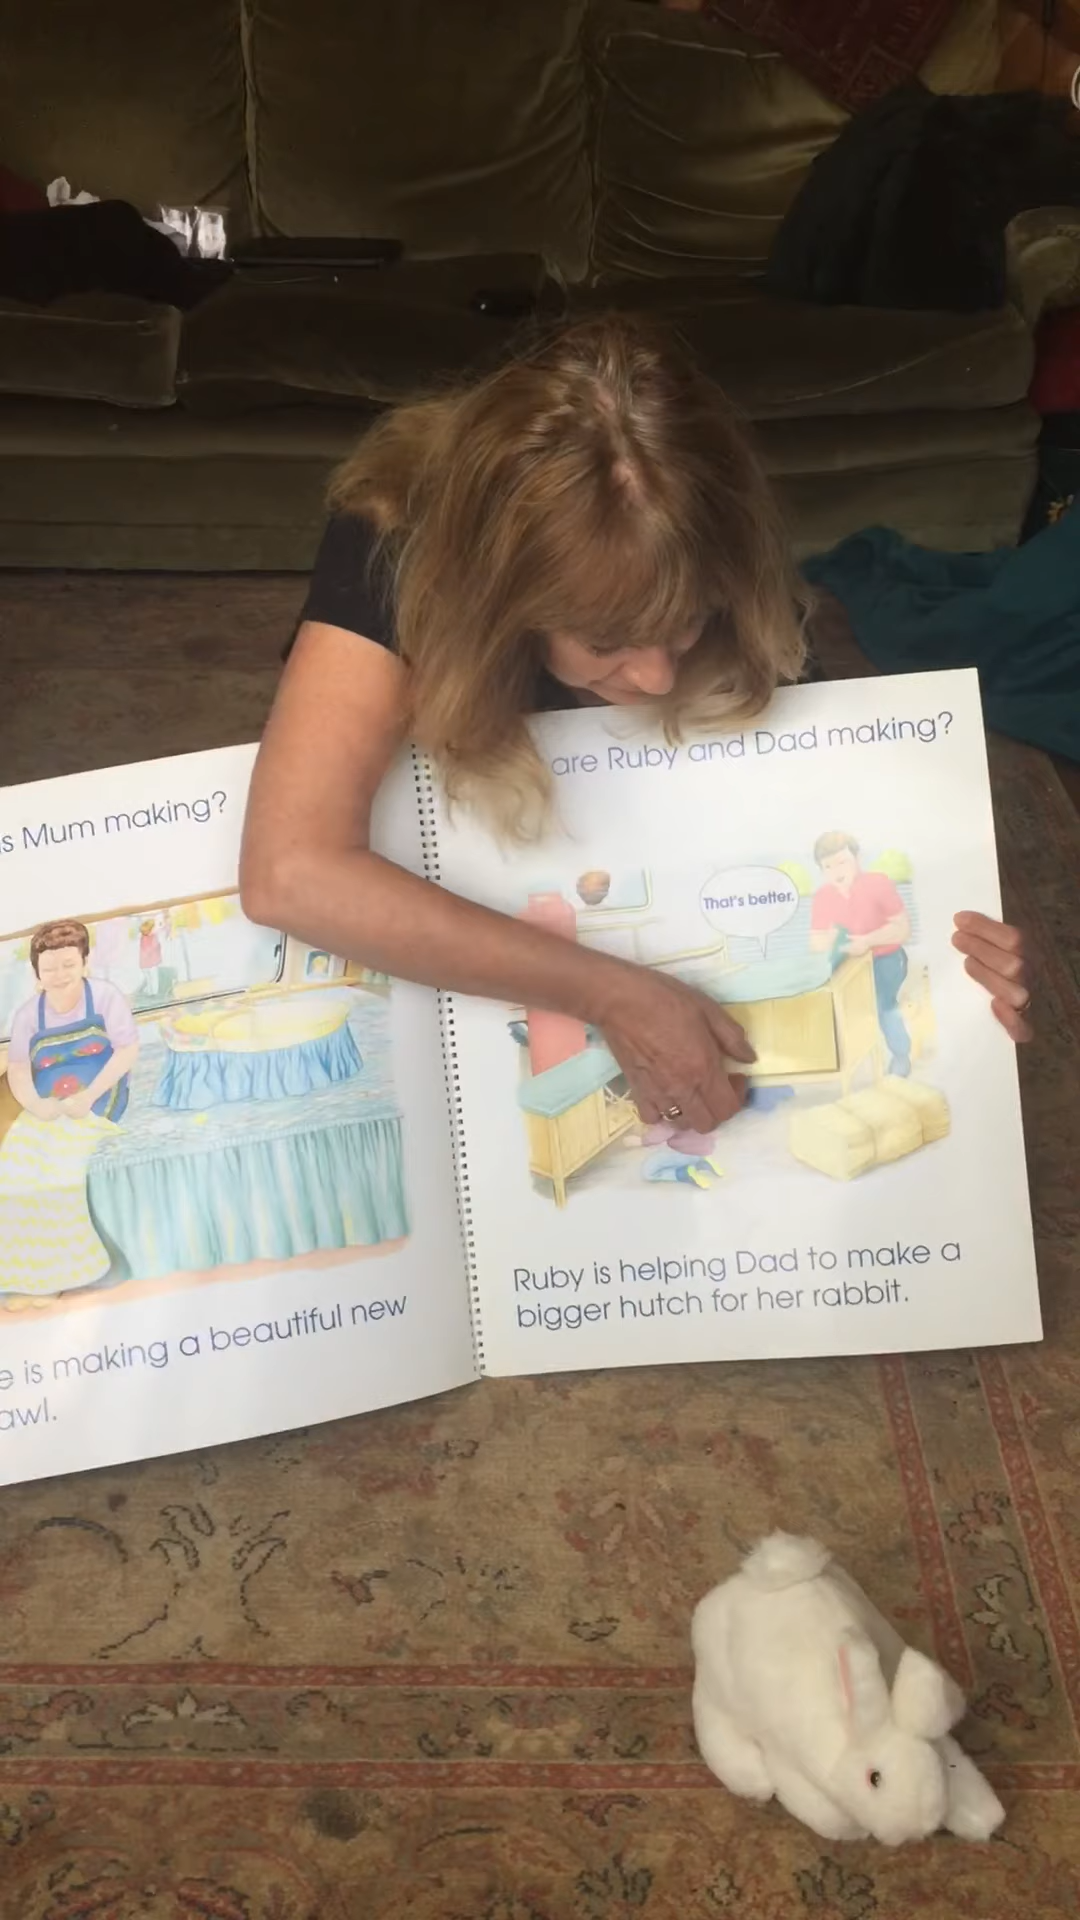 Mum making?
is making a beautiful new
are Ruby and Dad making?
That's better.
Ruby is helping Dad to make a
bigger hutch for her rabbit.